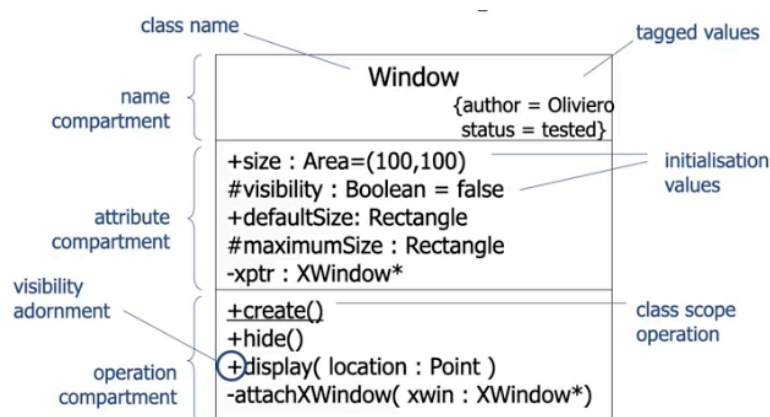 class name
tagged values
Window
{author = Oliviero
status = tested}
name
compartment
+size : Area=(100,100)
#visibility : Boolean = false
+defaultSize: Rectangle
#maximumSize : Rectangle
-xptr : XWindow*
initialisation
values
attribute
compartment
visibility
adornment
+create()
+hide()
+display( location : Point )
-attachXWindow( xwin : XWindow*)
class scope
operation
operation
compartment